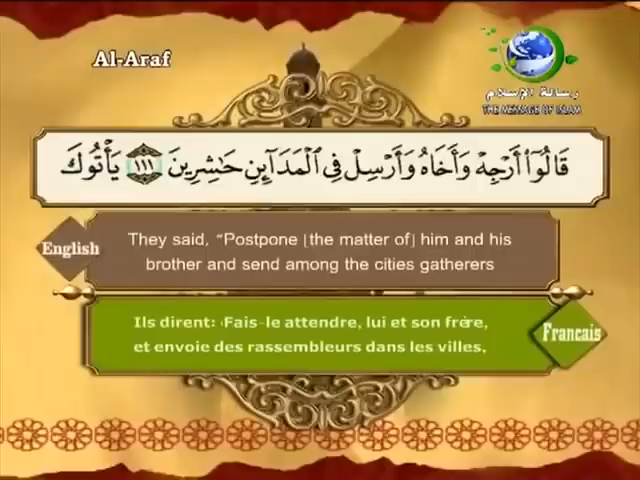 Al-Araf
رسالة الإسلام
THE MESSAGE OF ISLAM
قَالُوٓا۟ أَرْجِهْ وَأَخَاهُ وَأَرْسِلْ فِى ٱلْمَدَآئِنِ حَٰشِرِينَ ﴿١١١﴾ يَأْتُوكَ
English
They said, “Postpone [the matter of] him and his
brother and send among the cities gatherers
Ils dirent: ‹Fais-le attendre, lui et son frère,
et envoie des rassembleurs dans les villes,
Francais